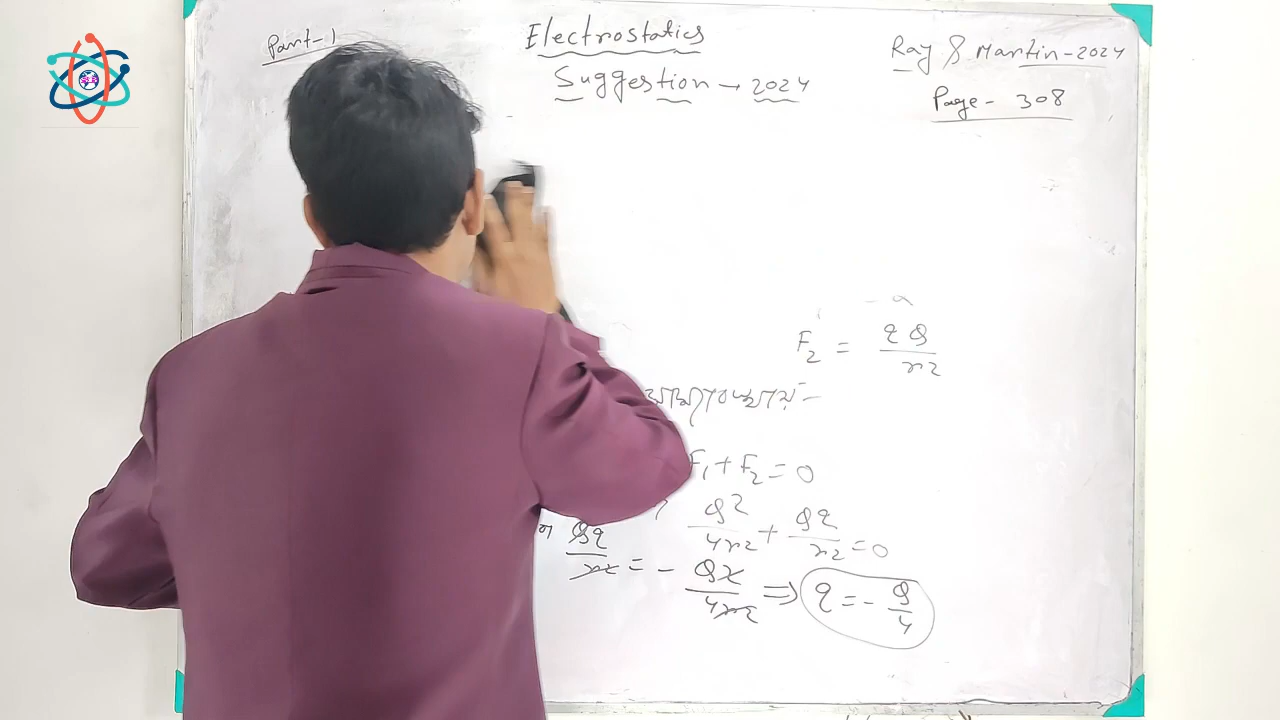 Part-1
Electrostatics
Suggestion → 2024
Ray & Martin-2024
Page - 308
F₂ = qQ/r²
F₁ + F₂ = 0
Q²/4r² + Qq/r² = 0
Qq/r² = - Q²/4r² ⇒ q = - Q/4